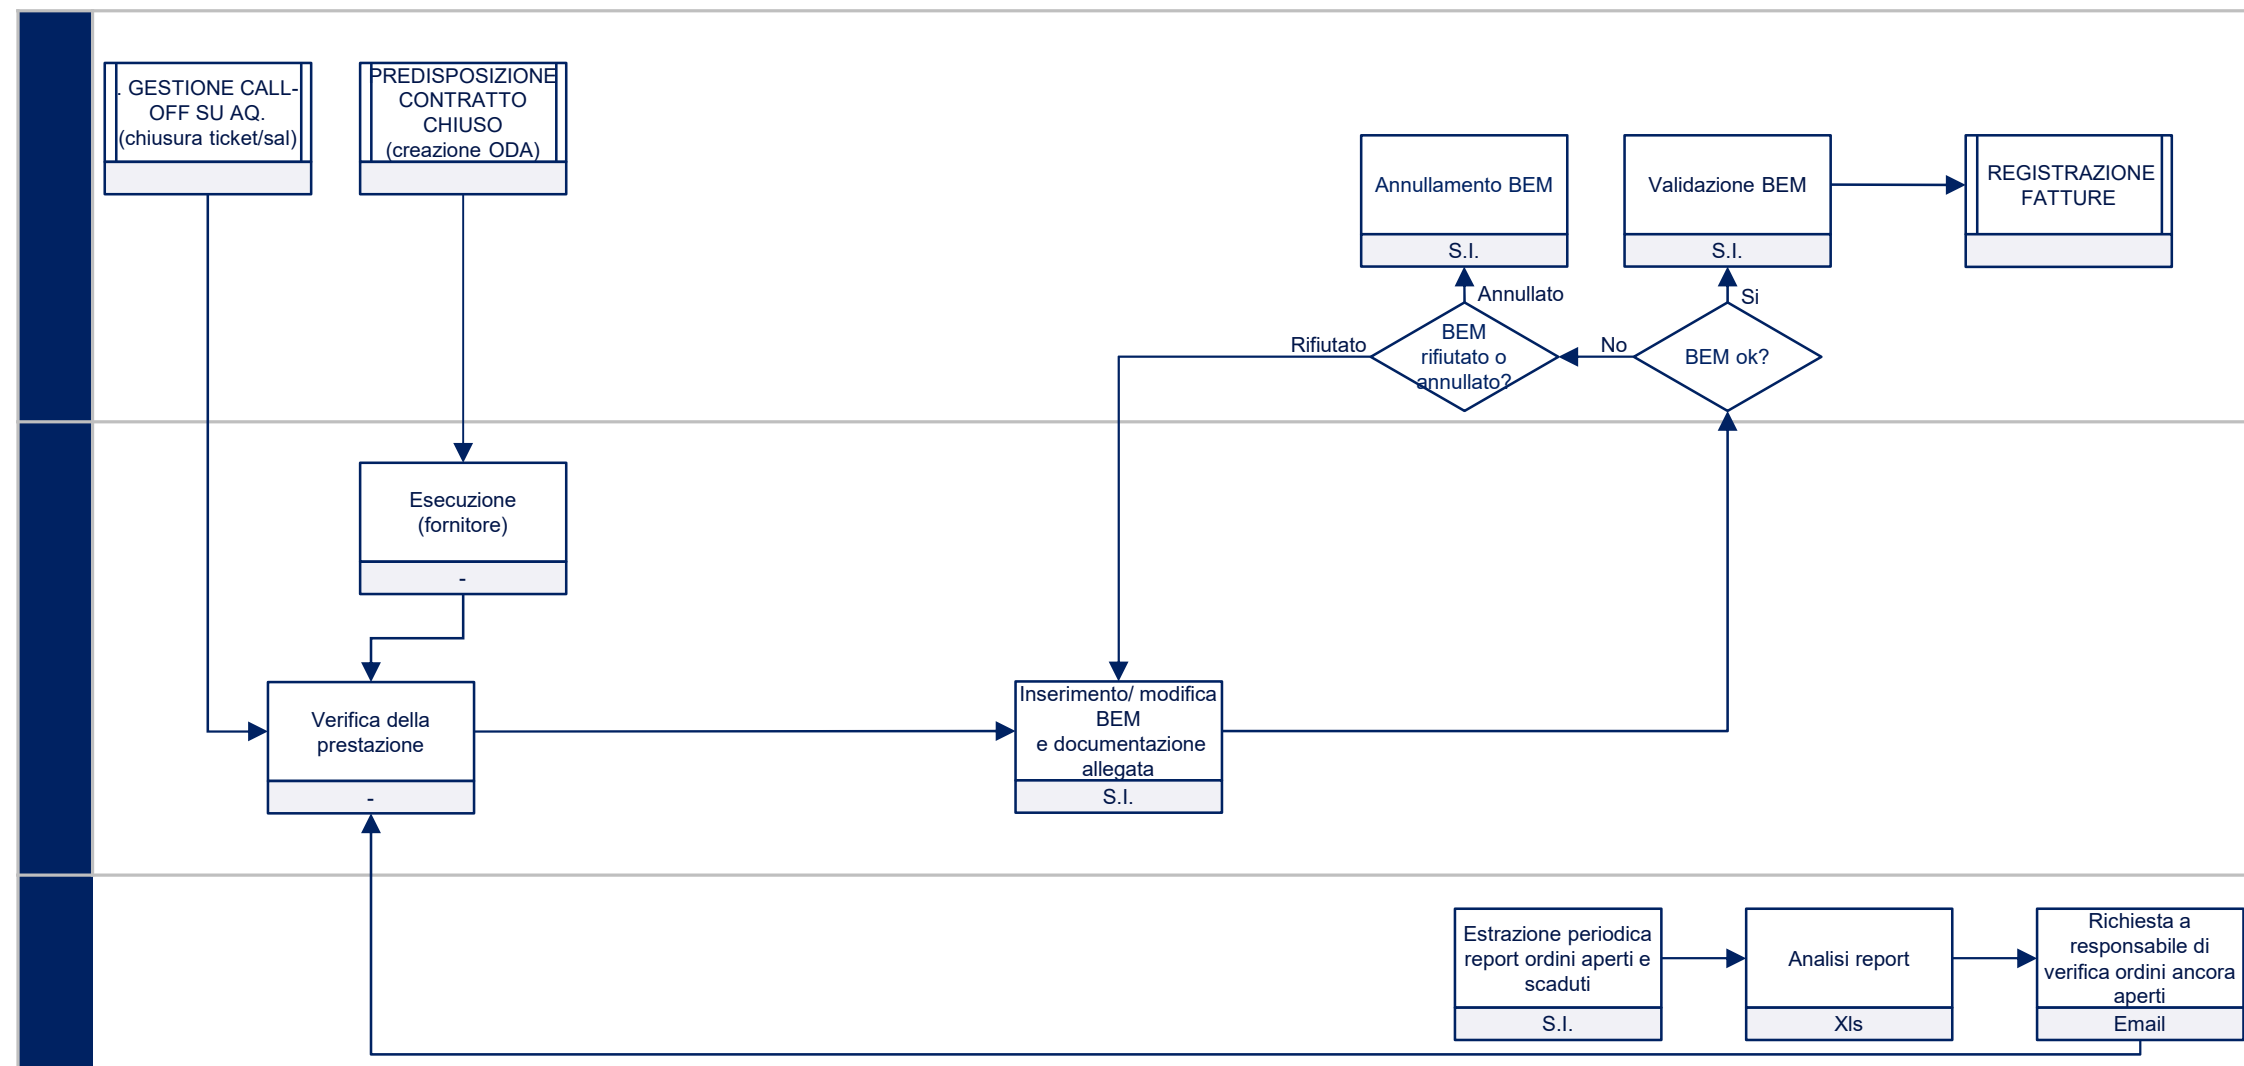 . GESTIONE CALL-
OFF SU AQ.
(chiusura ticket/sal)
PREDISPOSIZIONE
CONTRATTO
CHIUSO
(creazione ODA)
Annullamento BEM
S.I.
Validazione BEM
S.I.
REGISTRAZIONE
FATTURE
Annullato
Si
Rifiutato
BEM
rifiutato o
annullato?
No
BEM ok?
Esecuzione
(fornitore)
-
Verifica della
prestazione
-
Inserimento/ modifica
BEM
e documentazione
allegata
S.I.
Estrazione periodica
report ordini aperti e
scaduti
S.I.
Analisi report
Xls
Richiesta a
responsabile di
verifica ordini ancora
aperti
Email